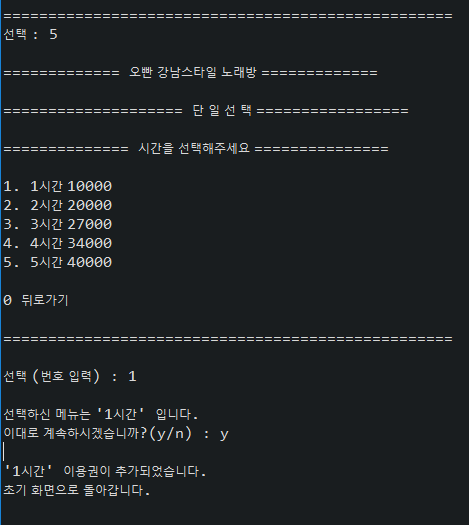 ==================================================
선택 : 5
============= 오빤 강남스타일 노래방 =============
==================== 단 일 선 택 =================
============== 시간을 선택해주세요 ===============
1. 1시간 10000
2. 2시간 20000
3. 3시간 27000
4. 4시간 34000
5. 5시간 40000
0 뒤로가기
==================================================
선택 (번호 입력) : 1
선택하신 메뉴는 '1시간' 입니다.
이대로 계속하시겠습니까?(y/n) : y
'1시간' 이용권이 추가되었습니다.
초기 화면으로 돌아갑니다.